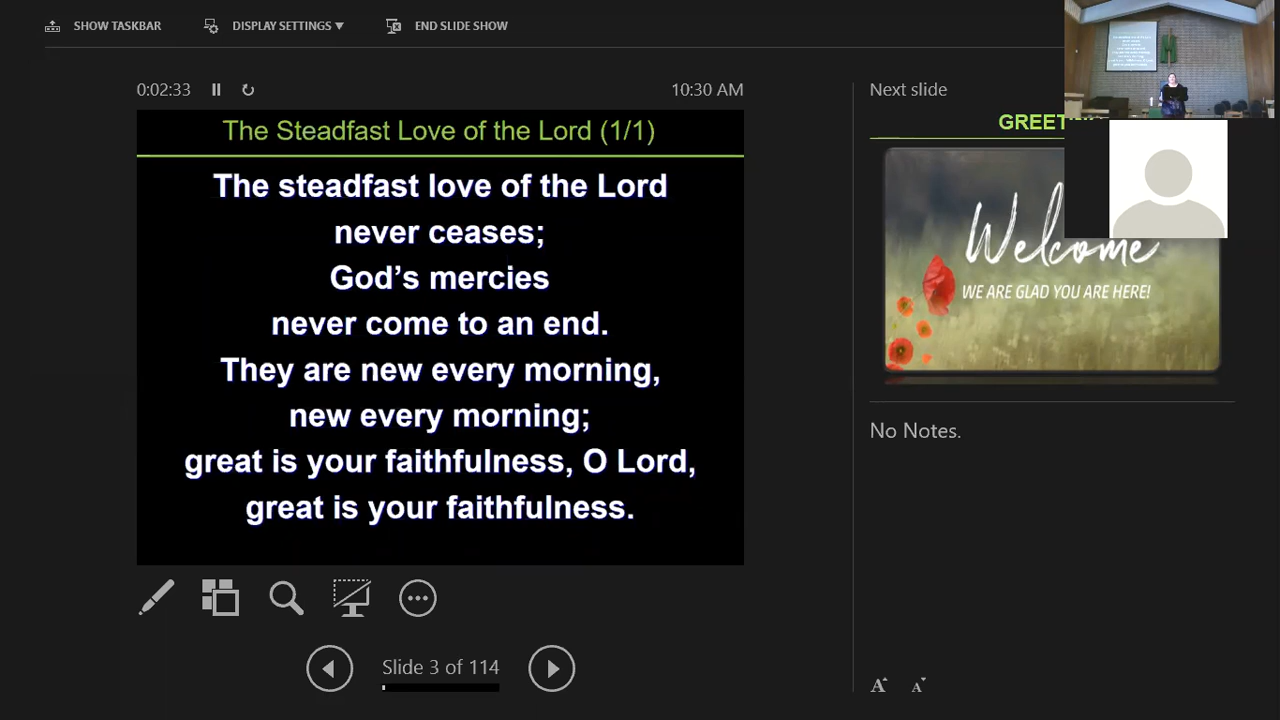 SHOW TASKBAR
DISPLAY SETTINGS ▼
END SLIDE SHOW
0:02:33
10:30 AM
Next slide
The Steadfast Love of the Lord (1/1)
The steadfast love of the Lord
never ceases;
God’s mercies
never come to an end.
They are new every morning,
new every morning;
great is your faithfulness, O Lord,
great is your faithfulness.
Welcome
WE ARE GLAD YOU ARE HERE!
No Notes.
Slide 3 of 114
A A